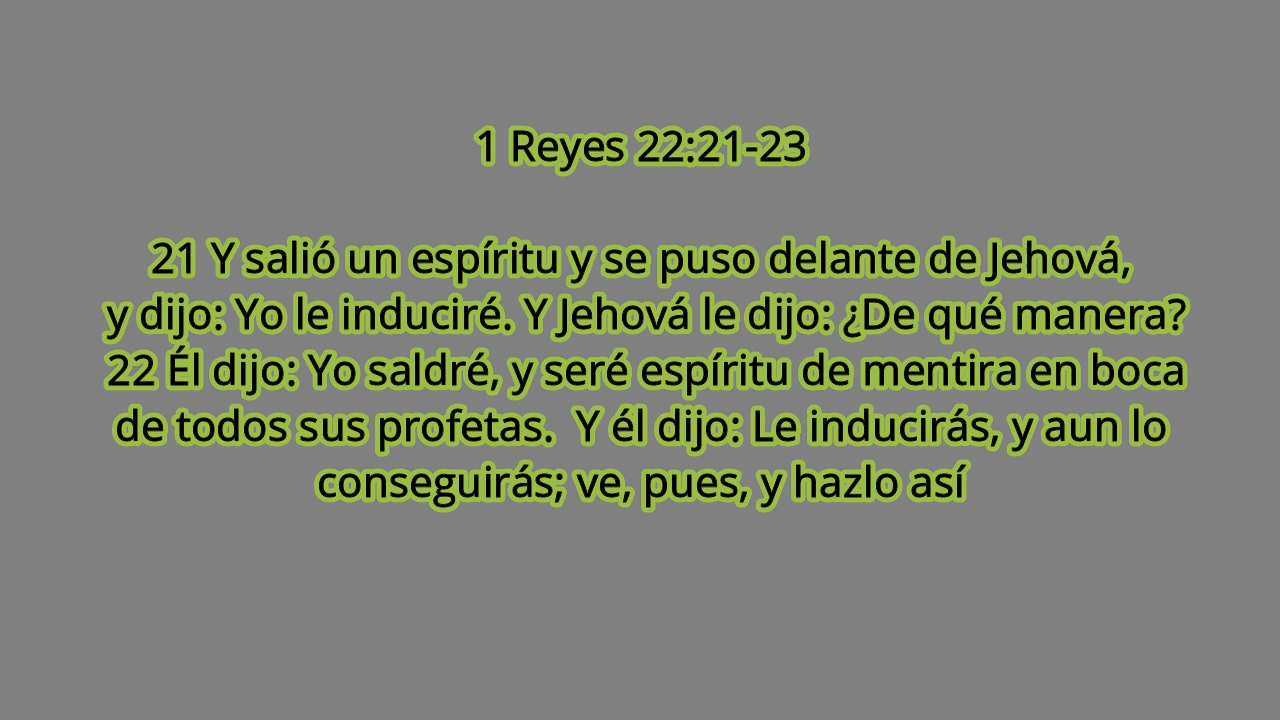 1 Reyes 22:21-23
21 Y salió un espíritu y se puso delante de Jehová,
y dijo: Yo le induciré. Y Jehová le dijo: ¿De qué manera?
22 Él dijo: Yo saldré, y seré espíritu de mentira en boca
de todos sus profetas.  Y él dijo: Le inducirás, y aun lo
conseguirás; ve, pues, y hazlo así